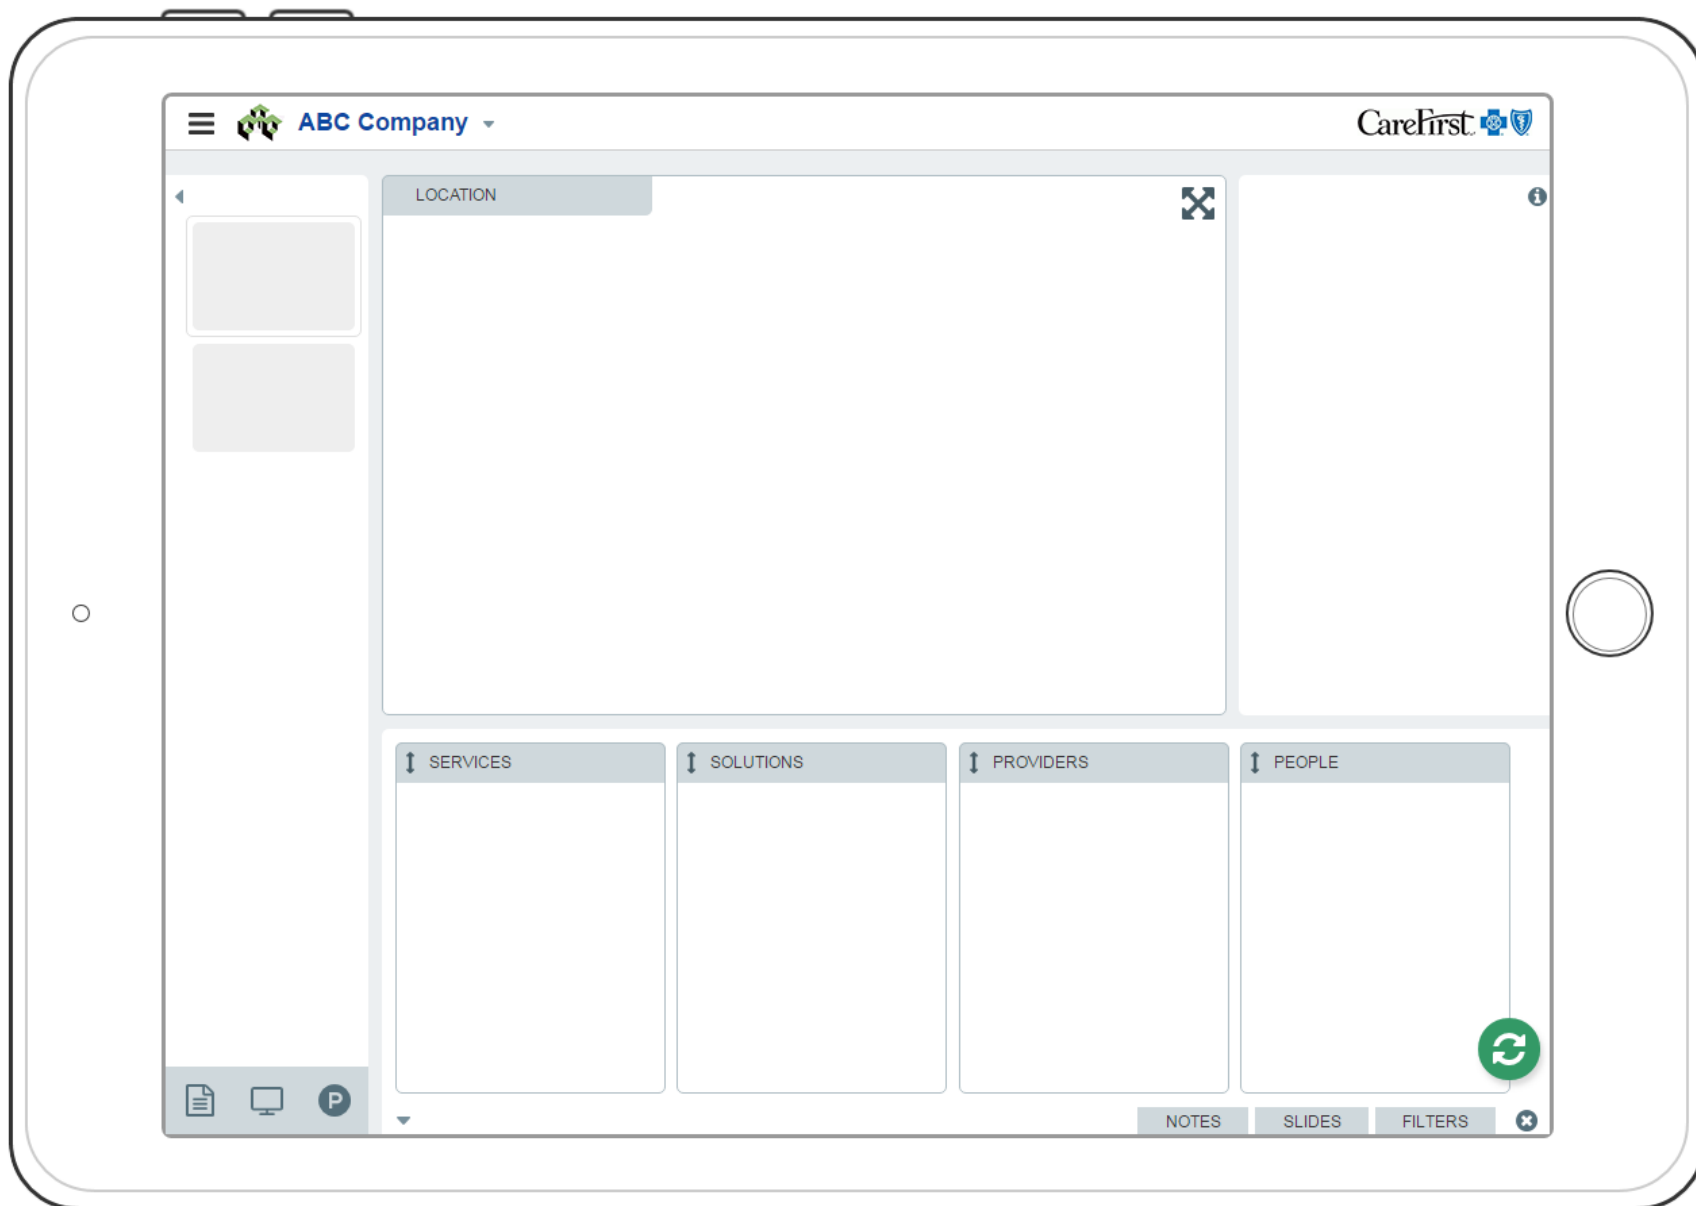 ABC Company
CareFirst
LOCATION
SERVICES
SOLUTIONS
PROVIDERS
PEOPLE
P
NOTES
SLIDES
FILTERS